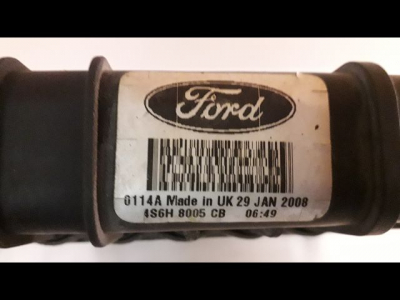 Ford
6114A Made in UK 29 JAN 2008
4S6H 8005 CB 06:49